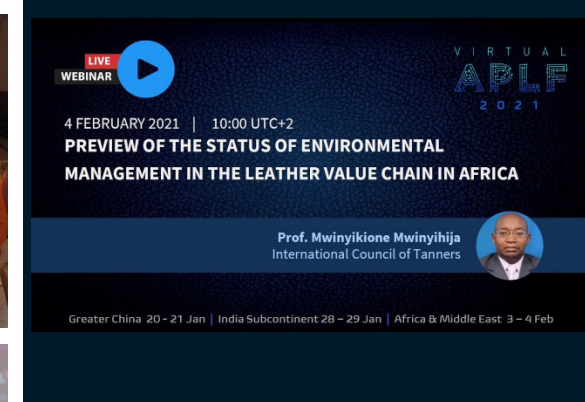 LIVE
WEBINAR
VIRTUAL
APLF
2021
4 FEBRUARY 2021 | 10:00 UTC+2
PREVIEW OF THE STATUS OF ENVIRONMENTAL
MANAGEMENT IN THE LEATHER VALUE CHAIN IN AFRICA
Prof. Mwinyikione Mwinyihija
International Council of Tanners
Greater China 20 - 21 Jan | India Subcontinent 28 – 29 Jan | Africa & Middle East 3 – 4 Feb